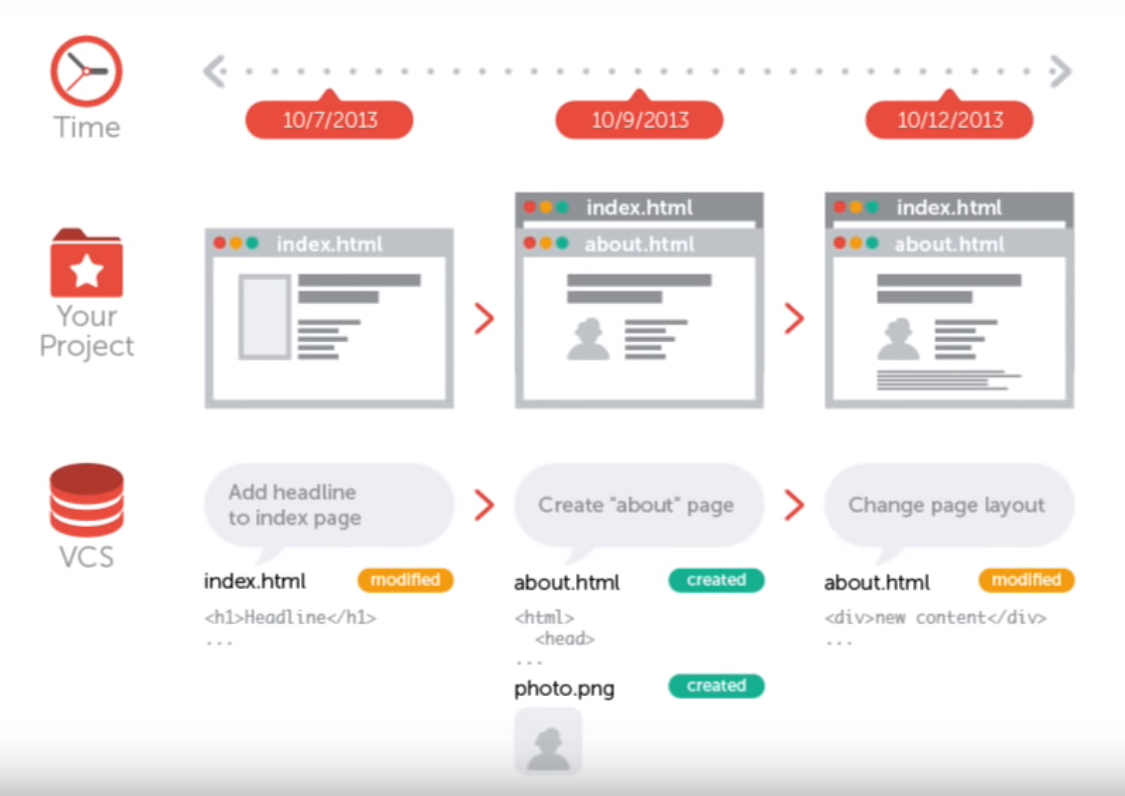 Time
10/7/2013
10/9/2013
10/12/2013
Your
Project
index.html
index.html
about.html
index.html
about.html
VCS
Add headline
to index page
Create "about" page
Change page layout
index.html modified
<h1>Headline</h1>
...
about.html created
<html>
<head>
...
photo.png created
about.html modified
<div>new content</div>
...